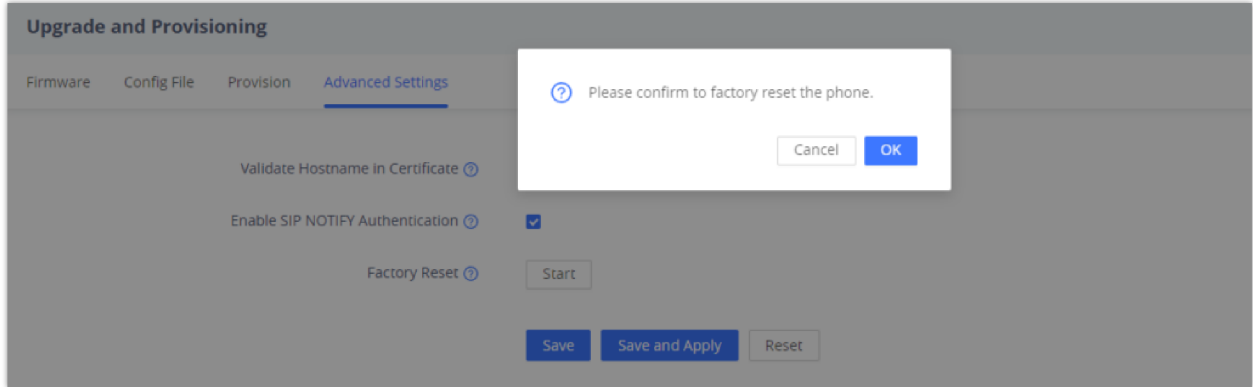 Upgrade and Provisioning
Firmware Config File Provision Advanced Settings
Please confirm to factory reset the phone.
Cancel OK
Validate Hostname in Certificate
Enable SIP NOTIFY Authentication
Factory Reset Start
Save Save and Apply Reset